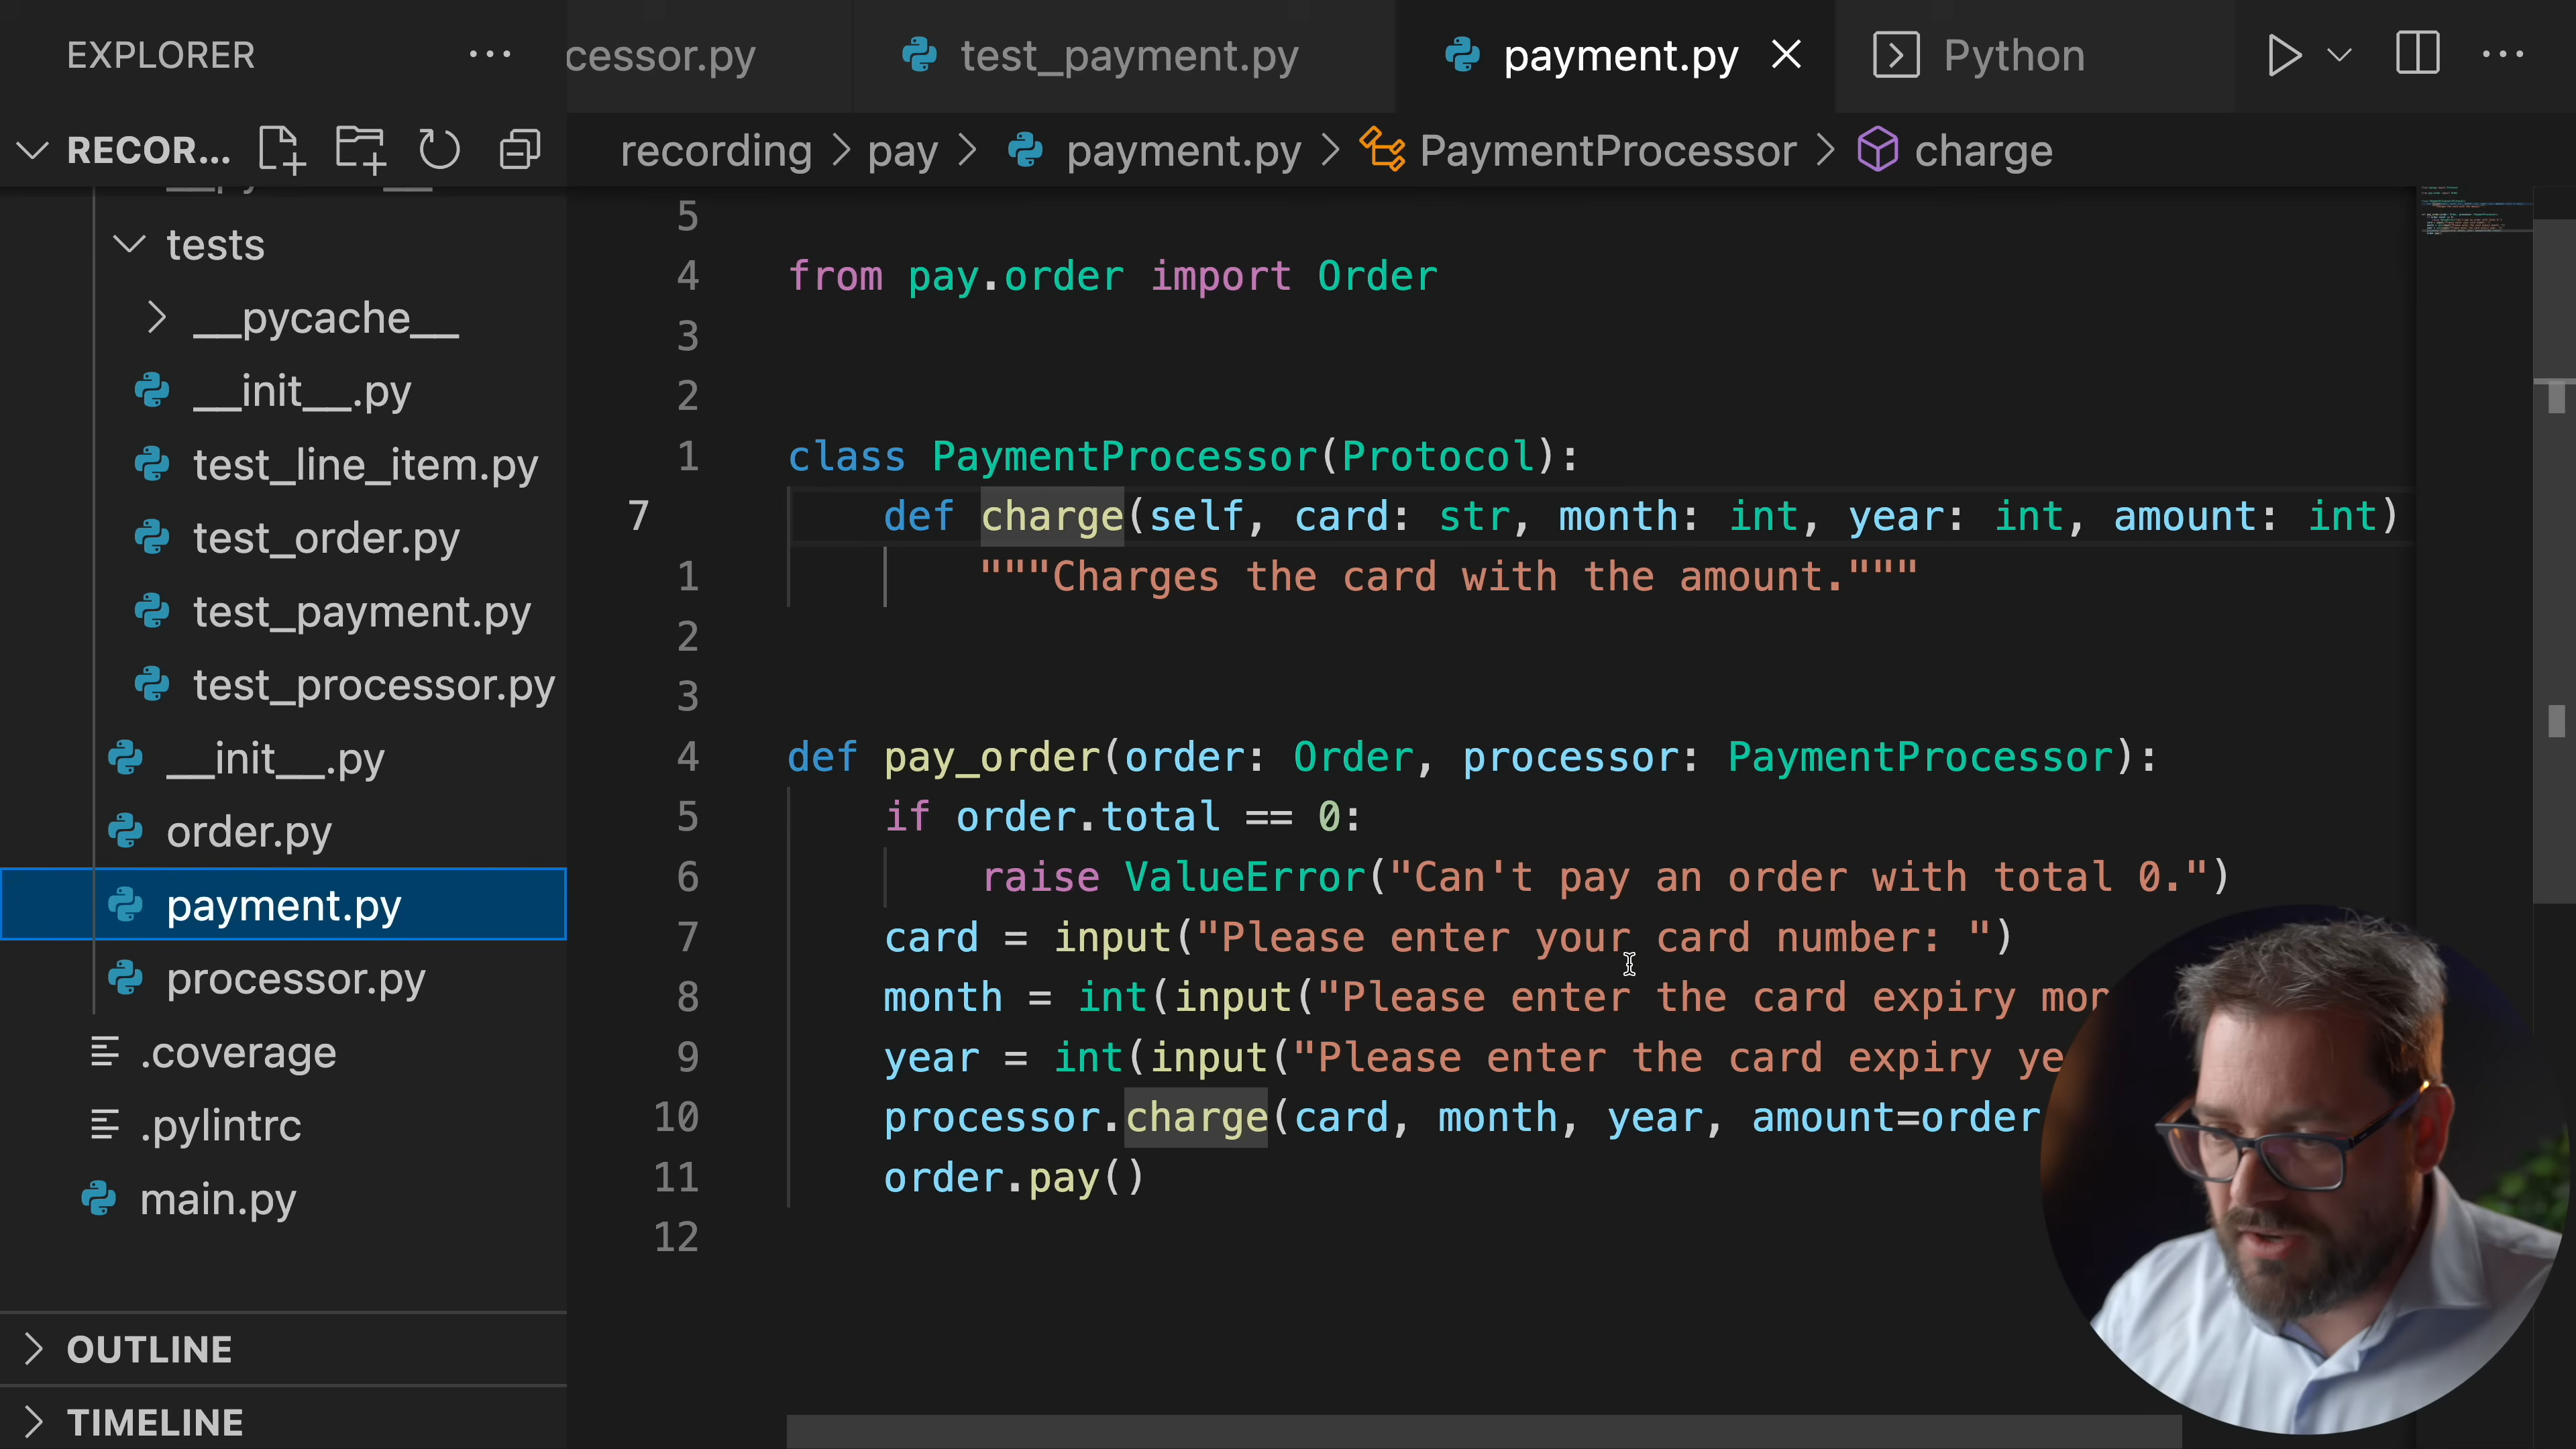 EXPLORER
cessor.py
test_payment.py
payment.py
Python
RECOR...
recording > pay > payment.py > PaymentProcessor > charge
tests
__pycache__
__init__.py
test_line_item.py
test_order.py
test_payment.py
test_processor.py
__init__.py
order.py
payment.py
processor.py
.coverage
.pylintrc
main.py
OUTLINE
TIMELINE
5
4 from pay.order import Order
3
2
1 class PaymentProcessor(Protocol):
7 def charge(self, card: str, month: int, year: int, amount: int)
1 """Charges the card with the amount."""
2
3
4 def pay_order(order: Order, processor: PaymentProcessor):
5 if order.total == 0:
6 raise ValueError("Can't pay an order with total 0.")
7 card = input("Please enter your card number: ")
8 month = int(input("Please enter the card expiry mon
9 year = int(input("Please enter the card expiry ye
10 processor.charge(card, month, year, amount=order
11 order.pay()
12